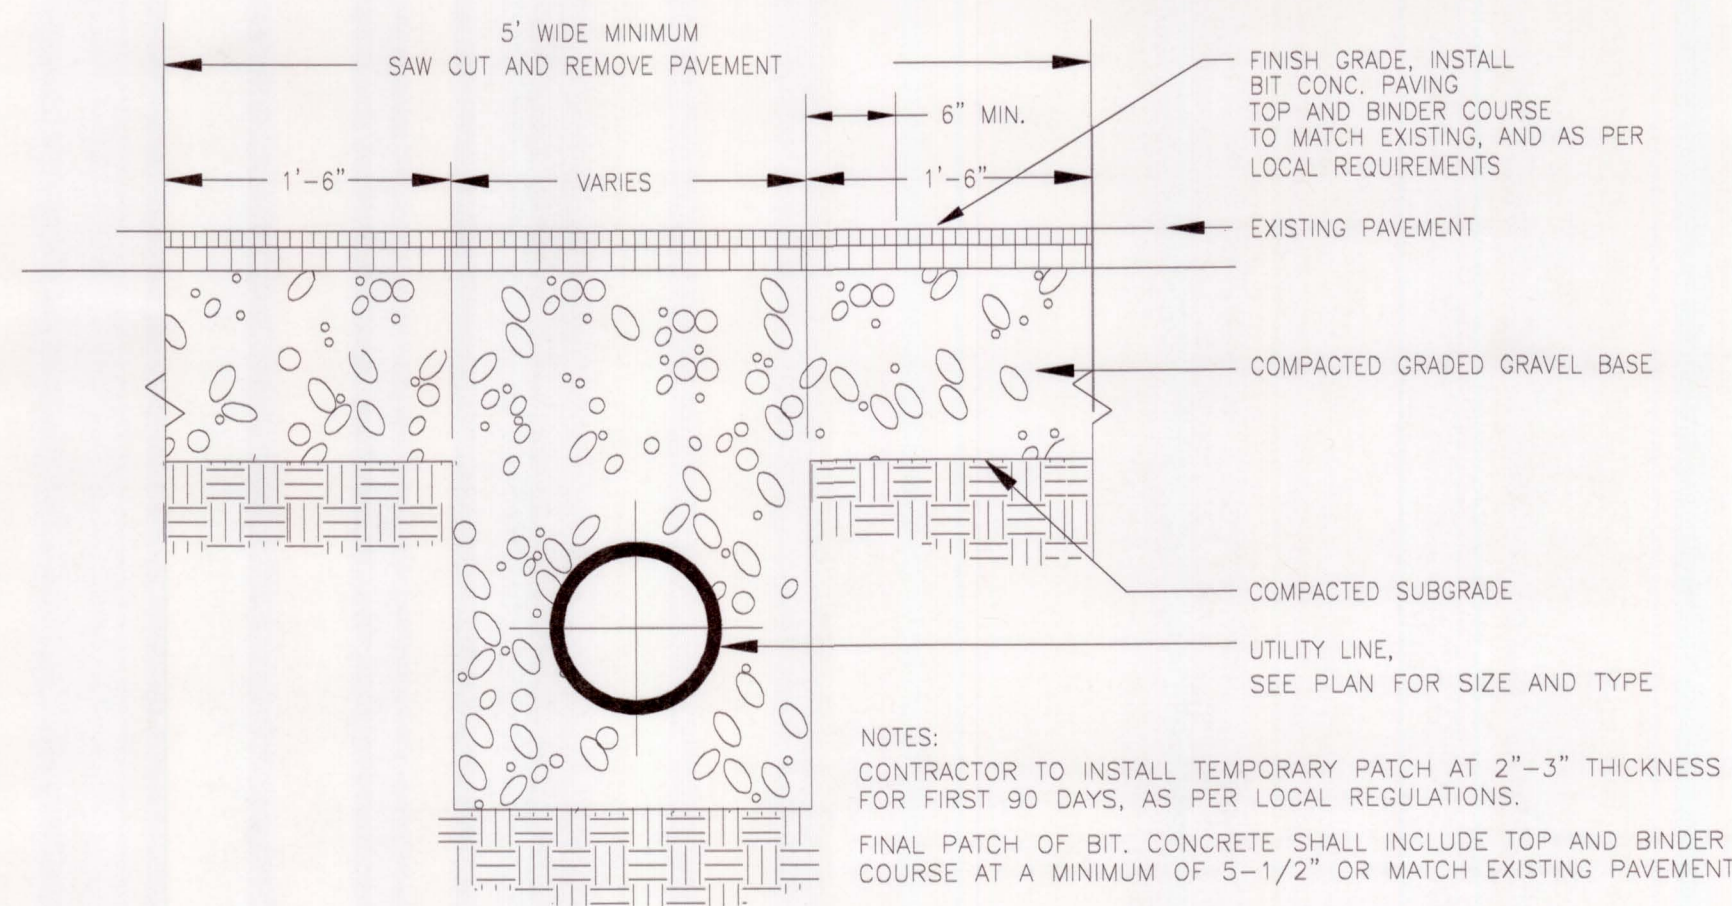 5' WIDE MINIMUM
SAW CUT AND REMOVE PAVEMENT
6" MIN.
1'-6"
VARIES
1'-6"
FINISH GRADE, INSTALL
BIT CONC. PAVING
TOP AND BINDER COURSE
TO MATCH EXISTING, AND AS PER
LOCAL REQUIREMENTS
EXISTING PAVEMENT
COMPACTED GRADED GRAVEL BASE
COMPACTED SUBGRADE
UTILITY LINE,
SEE PLAN FOR SIZE AND TYPE
NOTES:
CONTRACTOR TO INSTALL TEMPORARY PATCH AT 2"-3" THICKNESS
FOR FIRST 90 DAYS, AS PER LOCAL REGULATIONS.
FINAL PATCH OF BIT. CONCRETE SHALL INCLUDE TOP AND BINDER
COURSE AT A MINIMUM OF 5-1/2" OR MATCH EXISTING PAVEMENT